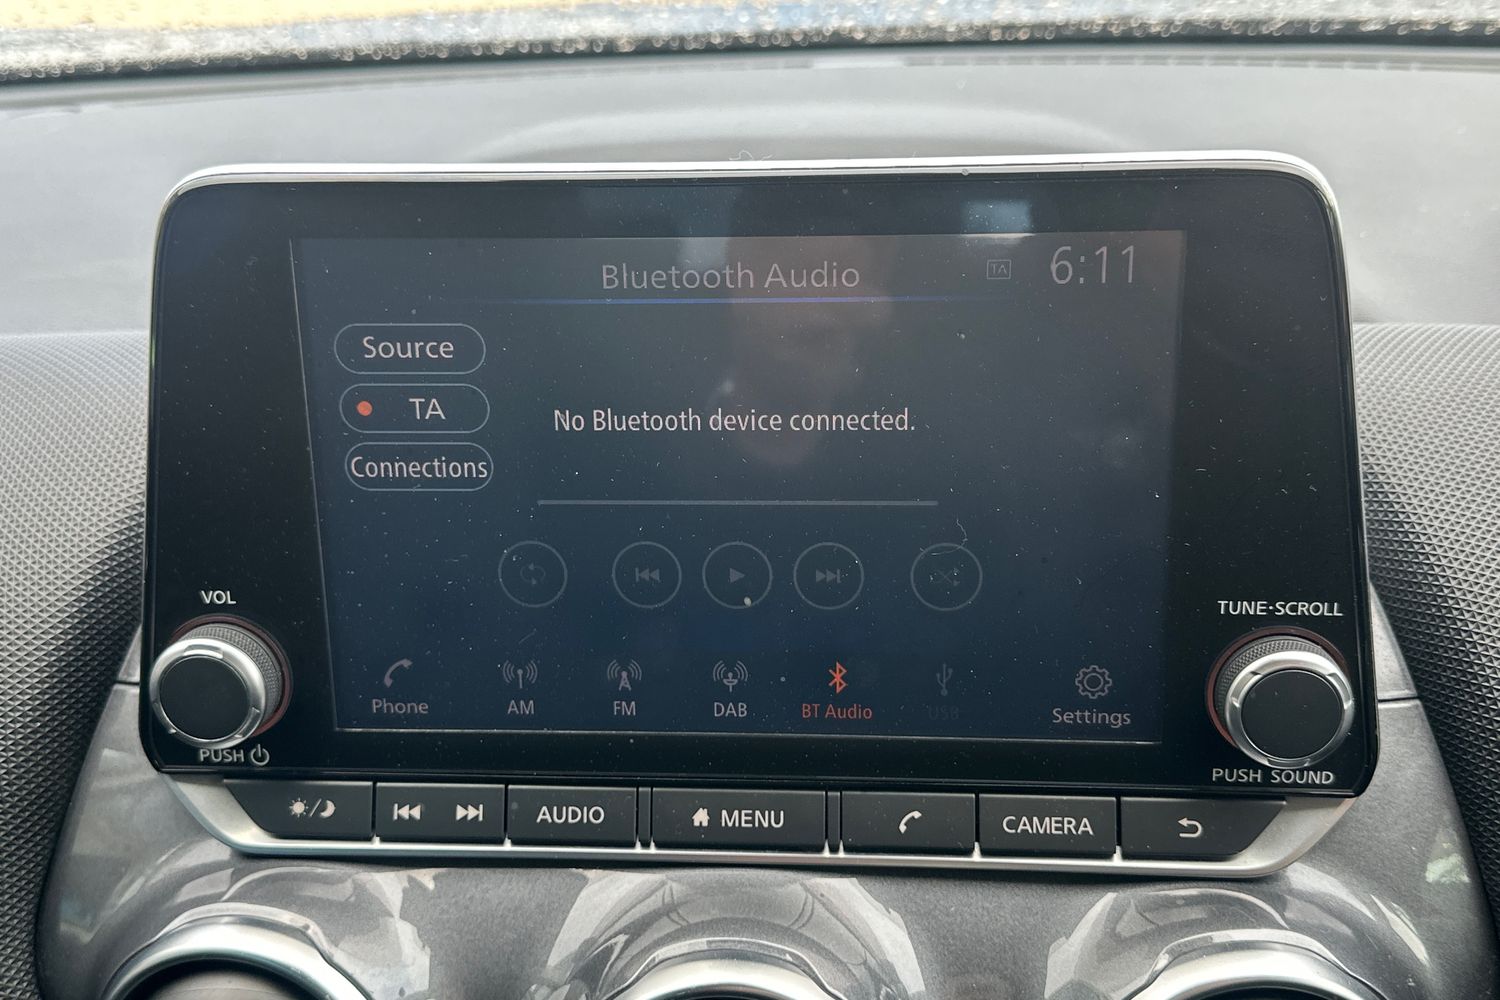 Bluetooth Audio
TA
6:11
Source
TA
Connections
No Bluetooth device connected.
VOL
PUSH
TUNE·SCROLL
PUSH SOUND
Phone
AM
FM
DAB
BT Audio
USB
Settings
AUDIO
MENU
CAMERA